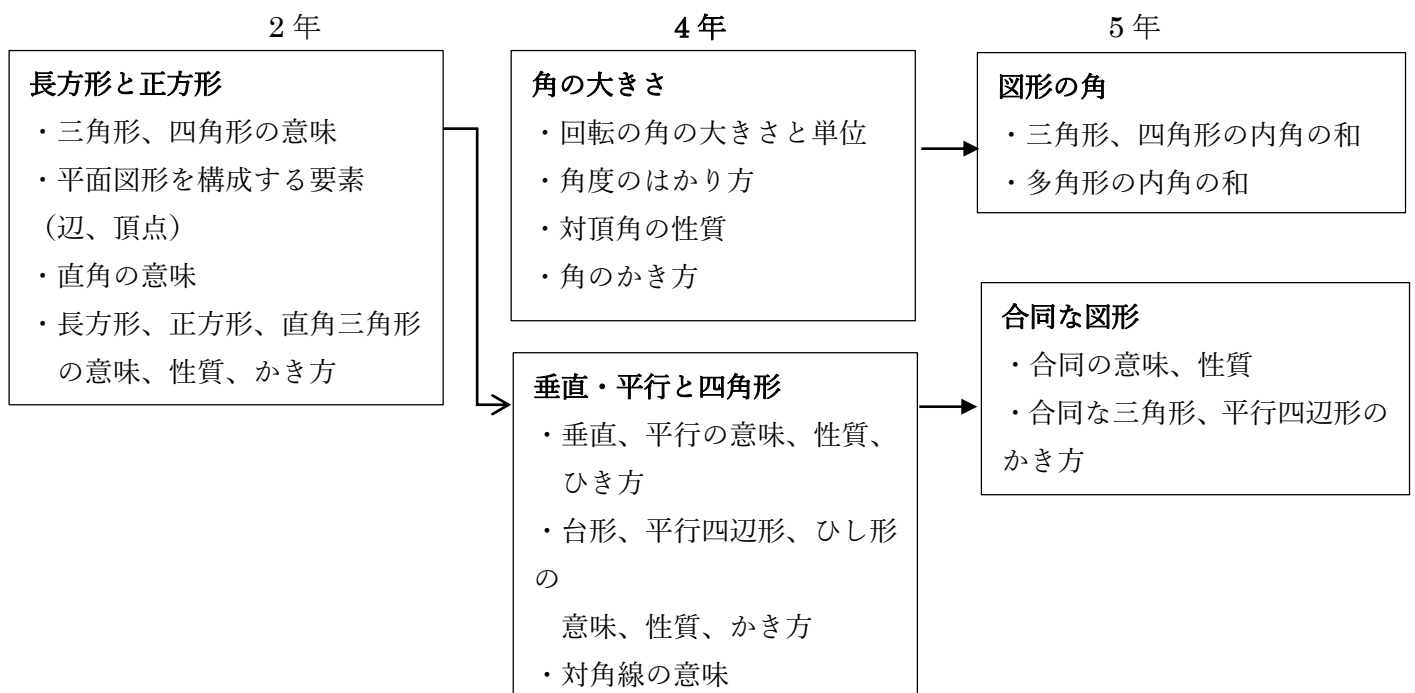 2年
長方形と正方形
・三角形、四角形の意味
・平面図形を構成する要素
(辺、頂点)
・直角の意味
・長方形、正方形、直角三角形
の意味、性質、かき方
4年
角の大きさ
・回転の角の大きさと単位
・角度のはかり方
・対頂角の性質
・角のかき方
垂直・平行と四角形
・垂直、平行の意味、性質、
ひき方
・台形、平行四辺形、ひし形
の
意味、性質、かき方
・対角線の意味
5年
図形の角
・三角形、四角形の内角の和
・多角形の内角の和
合同な図形
・合同の意味、性質
・合同な三角形、平行四辺形の
かき方